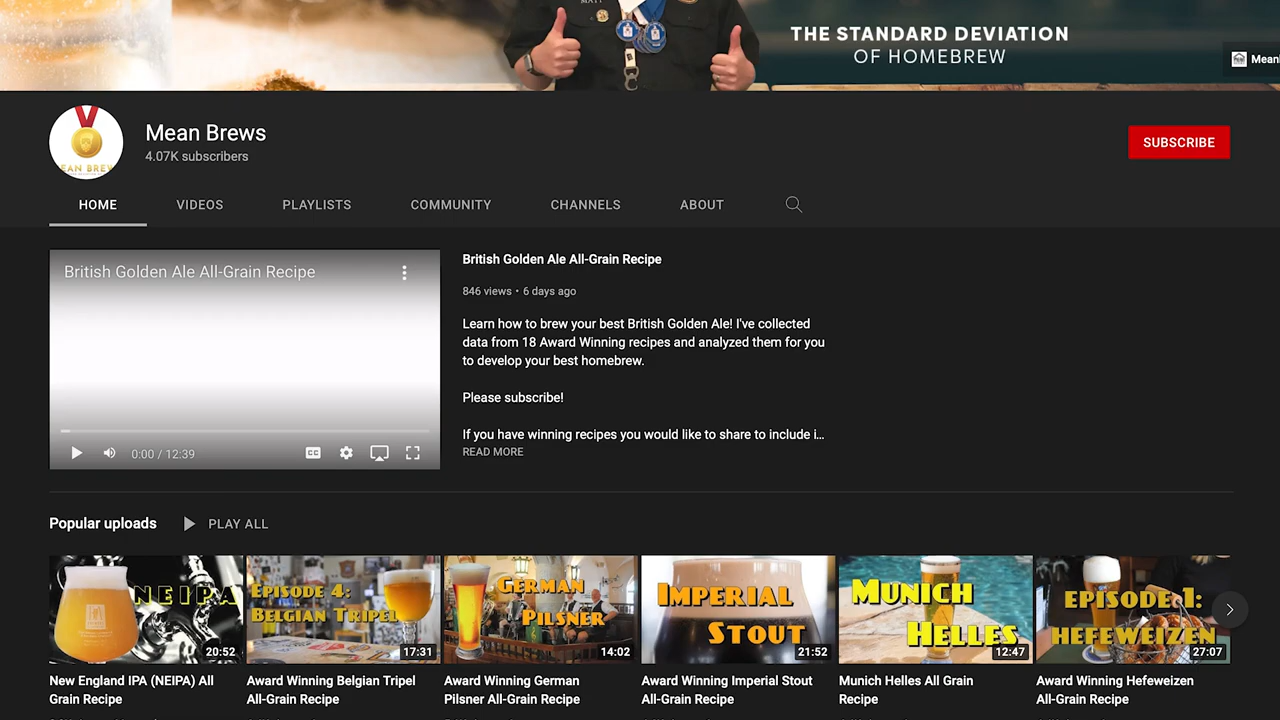 THE STANDARD DEVIATION
OF HOMEBREW
Mean Brews
4.07K subscribers
SUBSCRIBE
HOME
VIDEOS
PLAYLISTS
COMMUNITY
CHANNELS
ABOUT
British Golden Ale All-Grain Recipe
0:00 / 12:39
British Golden Ale All-Grain Recipe
846 views • 6 days ago
Learn how to brew your best British Golden Ale! I've collected
data from 18 Award Winning recipes and analyzed them for you
to develop your best homebrew.
Please subscribe!
If you have winning recipes you would like to share to include i...
READ MORE
Popular uploads
PLAY ALL
NEIPA
20:52
EPISODE 4:
BELGIAN TRIPEL
17:31
GERMAN
PILSNER
14:02
IMPERIAL
STOUT
21:52
MUNICH
HELLES
12:47
EPISODE 1:
HEFEWEIZEN
27:07
New England IPA (NEIPA) All
Grain Recipe
Award Winning Belgian Tripel
All-Grain Recipe
Award Winning German
Pilsner All-Grain Recipe
Award Winning Imperial Stout
All-Grain Recipe
Munich Helles All Grain
Recipe
Award Winning Hefeweizen
All-Grain Recipe